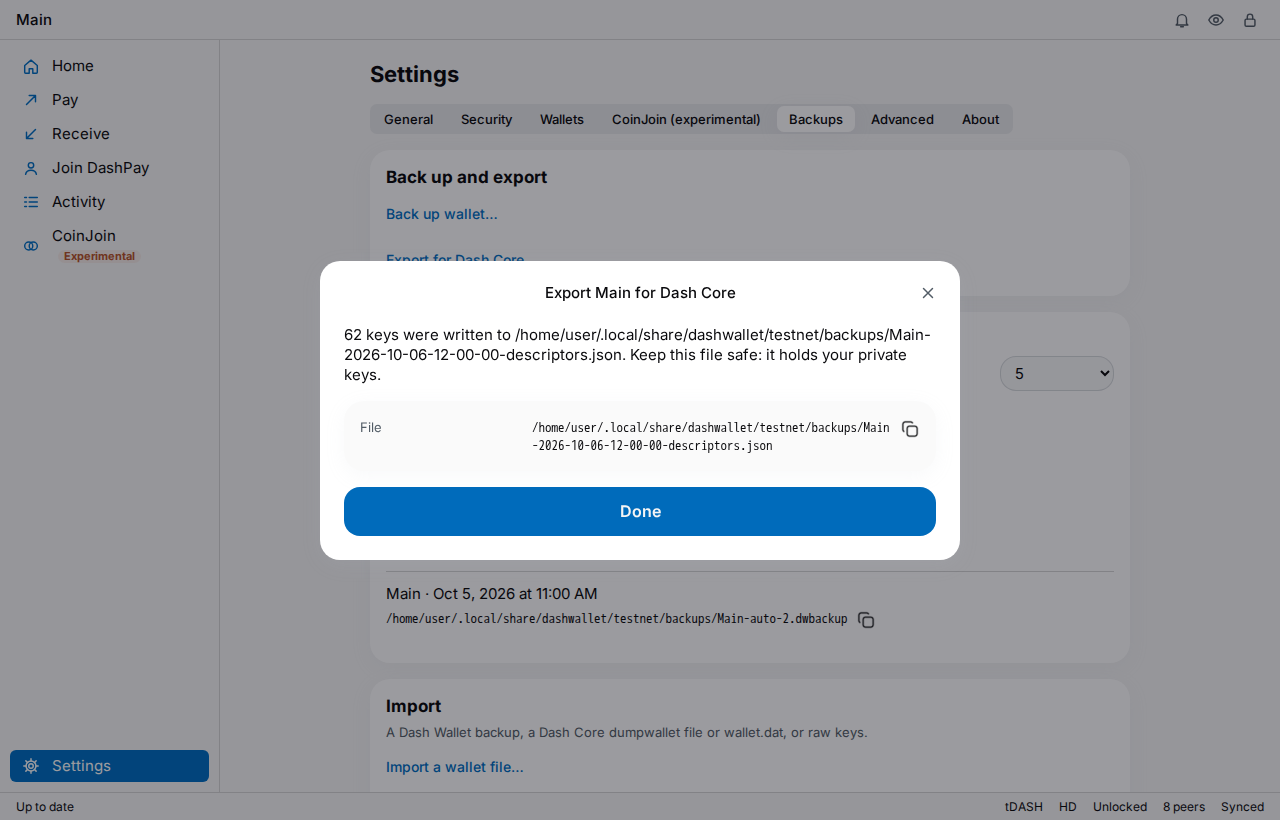 Main
Home
Pay
Receive
Join DashPay
Activity
CoinJoin
Experimental
Settings
Settings
General
Security
Wallets
CoinJoin (experimental)
Backups
Advanced
About
Back up and export
Back up wallet...
Export for Dash Core
Export Main for Dash Core
62 keys were written to /home/user/.local/share/dashwallet/testnet/backups/Main-
2026-10-06-12-00-00-descriptors.json. Keep this file safe: it holds your private
keys.
5
File
/home/user/.local/share/dashwallet/testnet/backups/Main
-2026-10-06-12-00-00-descriptors.json
Done
Main · Oct 5, 2026 at 11:00 AM
/home/user/.local/share/dashwallet/testnet/backups/Main-auto-2.dwbackup
Import
A Dash Wallet backup, a Dash Core dumpwallet file or wallet.dat, or raw keys.
Import a wallet file...
Up to date
tDASH
HD
Unlocked
8 peers
Synced